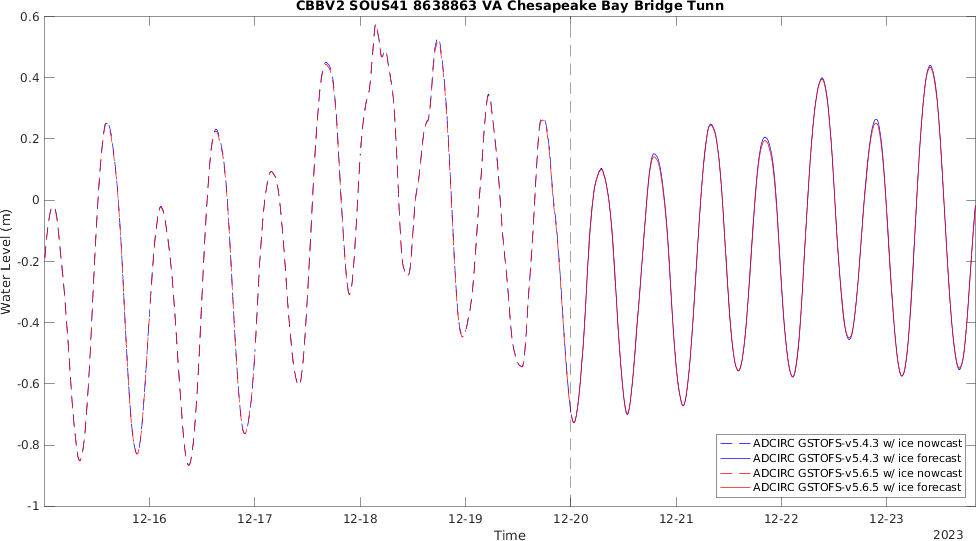 CBBV2 SOUS41 8638863 VA Chesapeake Bay Bridge Tunn
0.6
0.4
0.2
0
-0.2
-0.4
-0.6
-0.8
-1
Water Level (m)
ADCIRC GSTOFS-v5.4.3 w/ ice nowcast
ADCIRC GSTOFS-v5.4.3 w/ ice forecast
ADCIRC GSTOFS-v5.6.5 w/ ice nowcast
ADCIRC GSTOFS-v5.6.5 w/ ice forecast
12-16 12-17 12-18 12-19 12-20 12-21 12-22 12-23
Time
2023